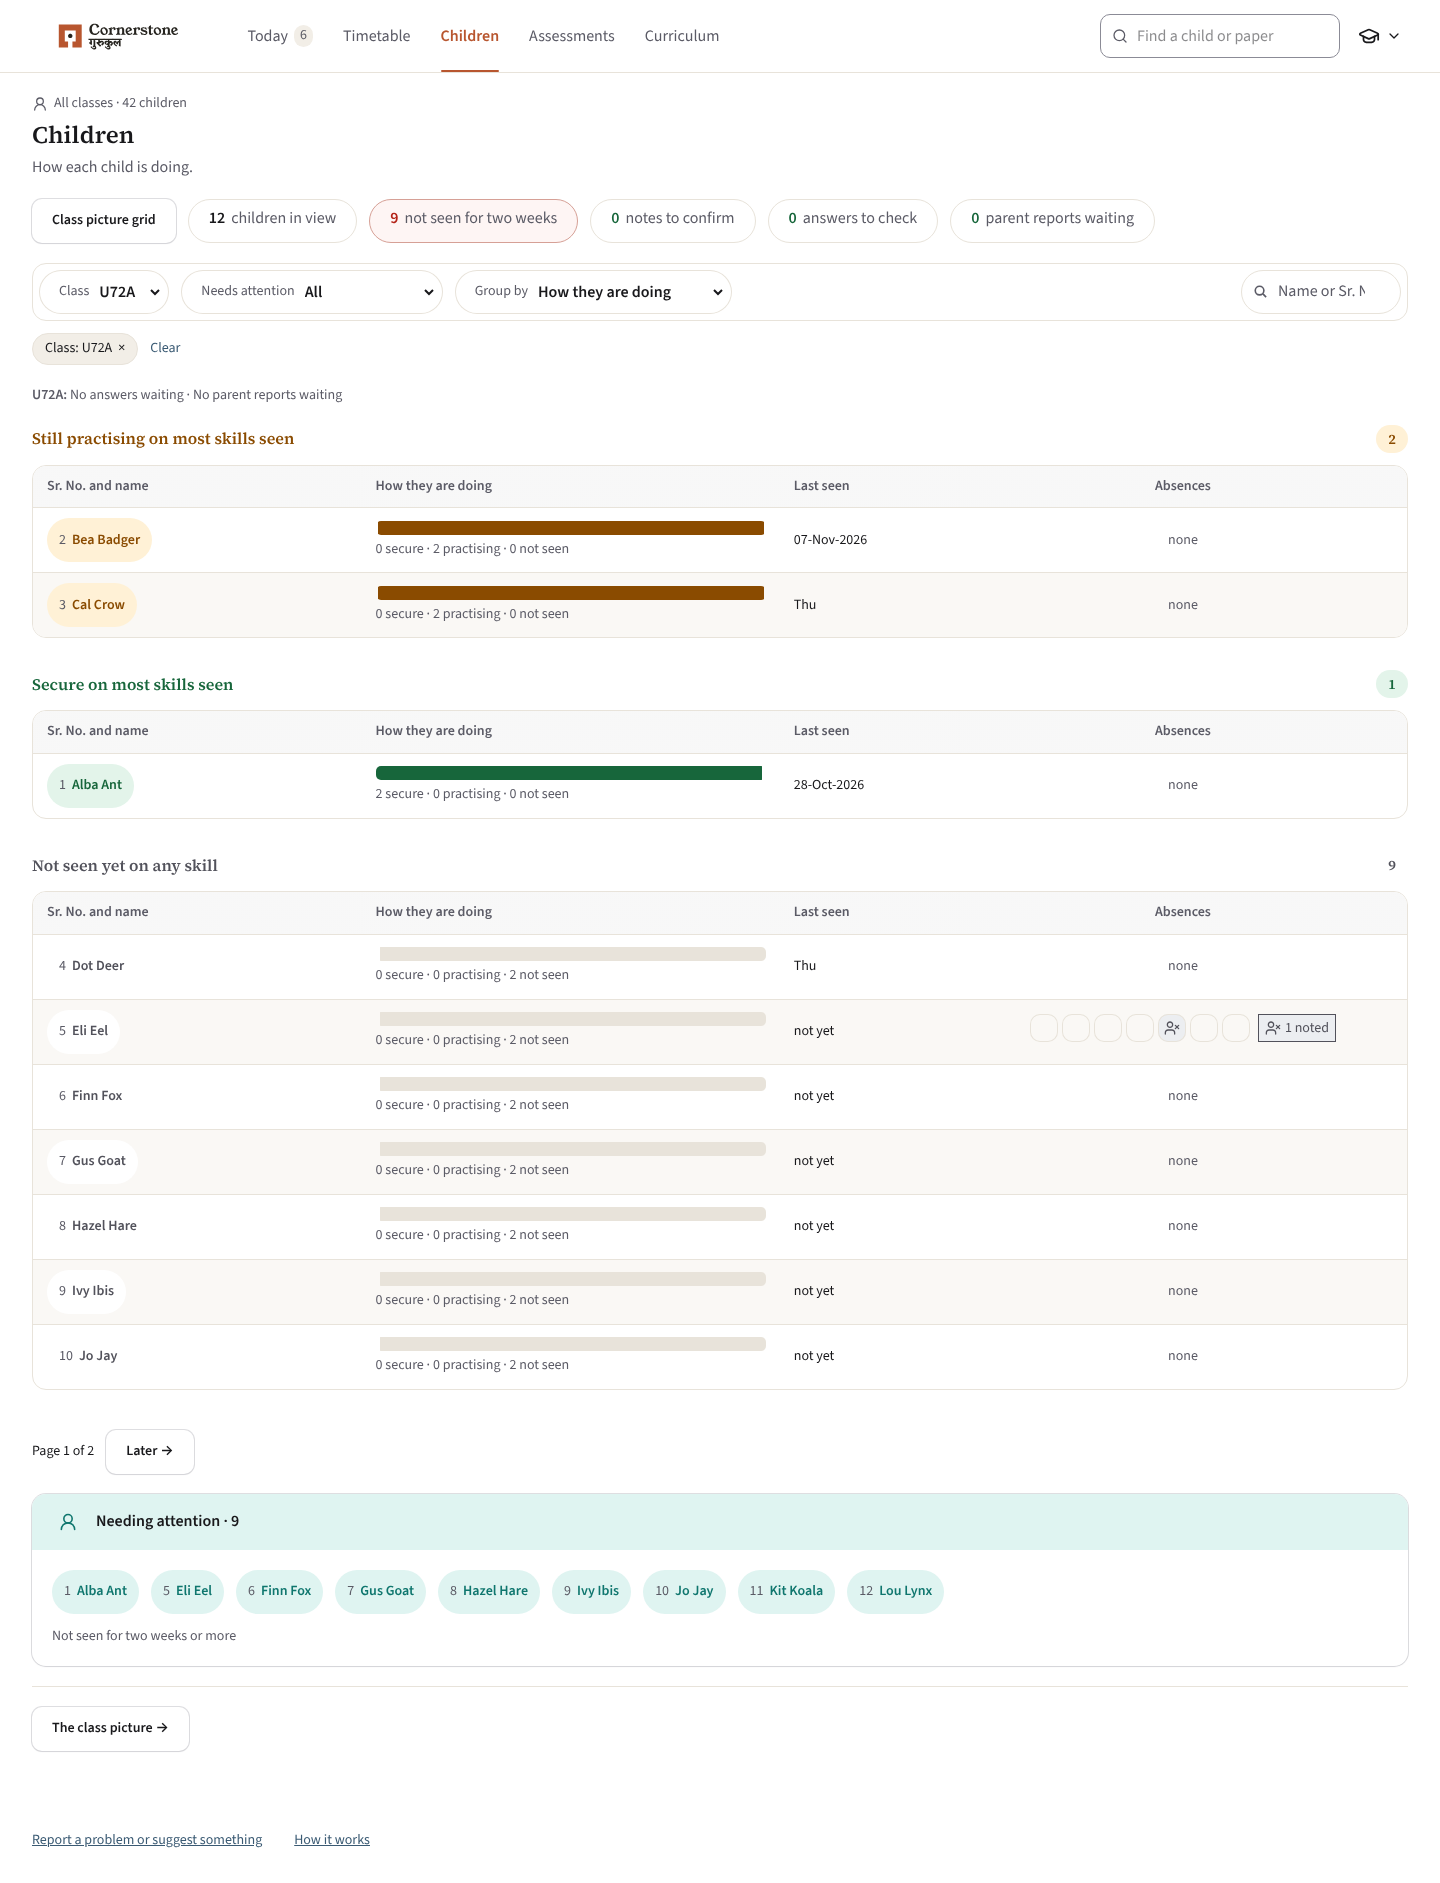 Cornerstone
गुरुकुल
Today 6 Timetable Children Assessments Curriculum Find a child or paper
All classes · 42 children
Children
How each child is doing.
Class picture grid 12 children in view 9 not seen for two weeks 0 notes to confirm 0 answers to check 0 parent reports waiting
Class U72A Needs attention All Group by How they are doing Name or Sr. N
Class: U72A × Clear
U72A: No answers waiting · No parent reports waiting
Still practising on most skills seen 2
Sr. No. and name How they are doing Last seen Absences
2 Bea Badger 0 secure · 2 practising · 0 not seen 07-Nov-2026 none
3 Cal Crow 0 secure · 2 practising · 0 not seen Thu none
Secure on most skills seen 1
Sr. No. and name How they are doing Last seen Absences
1 Alba Ant 2 secure · 0 practising · 0 not seen 28-Oct-2026 none
Not seen yet on any skill 9
Sr. No. and name How they are doing Last seen Absences
4 Dot Deer 0 secure · 0 practising · 2 not seen Thu none
5 Eli Eel 0 secure · 0 practising · 2 not seen not yet 1 noted
6 Finn Fox 0 secure · 0 practising · 2 not seen not yet none
7 Gus Goat 0 secure · 0 practising · 2 not seen not yet none
8 Hazel Hare 0 secure · 0 practising · 2 not seen not yet none
9 Ivy Ibis 0 secure · 0 practising · 2 not seen not yet none
10 Jo Jay 0 secure · 0 practising · 2 not seen not yet none
Page 1 of 2 Later →
Needing attention · 9
1 Alba Ant 5 Eli Eel 6 Finn Fox 7 Gus Goat 8 Hazel Hare 9 Ivy Ibis 10 Jo Jay 11 Kit Koala 12 Lou Lynx
Not seen for two weeks or more
The class picture →
Report a problem or suggest something How it works